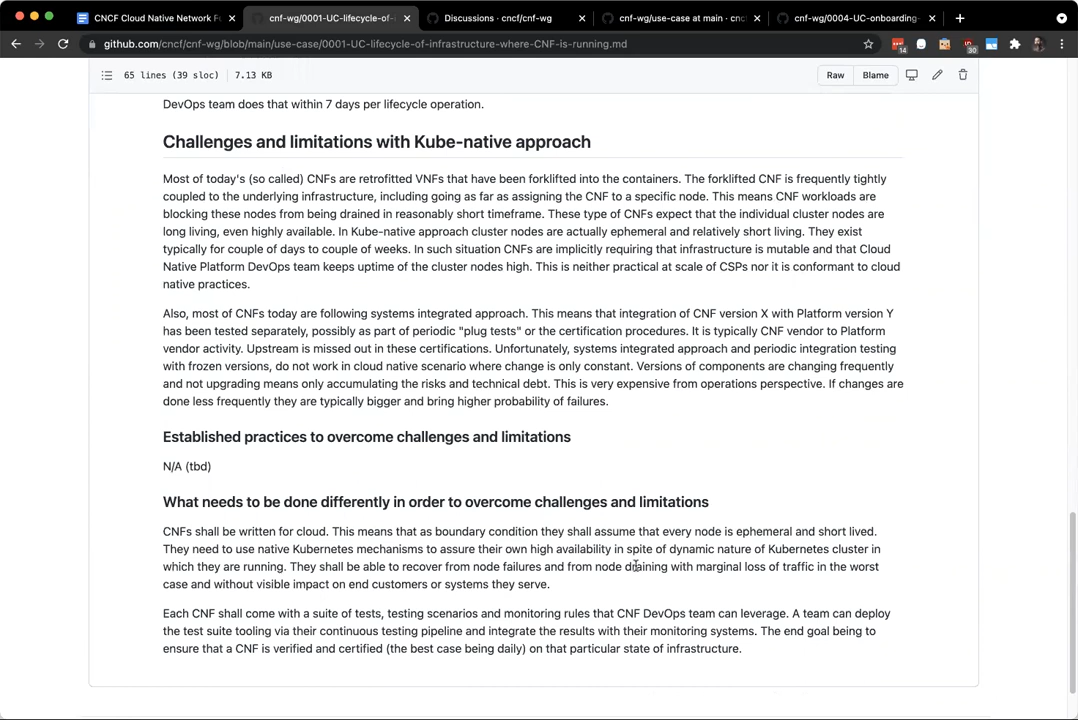 CNCF Cloud Native Network F
cnf-wg/0001-UC-lifecycle-of-
Discussions · cncf/cnf-wg
cnf-wg/use-case at main · cnc
cnf-wg/0004-UC-onboarding-
github.com/cncf/cnf-wg/blob/main/use-case/0001-UC-lifecycle-of-infrastructure-where-CNF-is-running.md
14
30
65 lines (39 sloc) 7.13 KB
Raw Blame
DevOps team does that within 7 days per lifecycle operation.
Challenges and limitations with Kube-native approach
Most of today's (so called) CNFs are retrofitted VNFs that have been forklifted into the containers. The forklifted CNF is frequently tightly
coupled to the underlying infrastructure, including going as far as assigning the CNF to a specific node. This means CNF workloads are
blocking these nodes from being drained in reasonably short timeframe. These type of CNFs expect that the individual cluster nodes are
long living, even highly available. In Kube-native approach cluster nodes are actually ephemeral and relatively short living. They exist
typically for couple of days to couple of weeks. In such situation CNFs are implicitly requiring that infrastructure is mutable and that Cloud
Native Platform DevOps team keeps uptime of the cluster nodes high. This is neither practical at scale of CSPs nor it is conformant to cloud
native practices.
Also, most of CNFs today are following systems integrated approach. This means that integration of CNF version X with Platform version Y
has been tested separately, possibly as part of periodic "plug tests" or the certification procedures. It is typically CNF vendor to Platform
vendor activity. Upstream is missed out in these certifications. Unfortunately, systems integrated approach and periodic integration testing
with frozen versions, do not work in cloud native scenario where change is only constant. Versions of components are changing frequently
and not upgrading means only accumulating the risks and technical debt. This is very expensive from operations perspective. If changes are
done less frequently they are typically bigger and bring higher probability of failures.
Established practices to overcome challenges and limitations
N/A (tbd)
What needs to be done differently in order to overcome challenges and limitations
CNFs shall be written for cloud. This means that as boundary condition they shall assume that every node is ephemeral and short lived.
They need to use native Kubernetes mechanisms to assure their own high availability in spite of dynamic nature of Kubernetes cluster in
which they are running. They shall be able to recover from node failures and from node draining with marginal loss of traffic in the worst
case and without visible impact on end customers or systems they serve.
Each CNF shall come with a suite of tests, testing scenarios and monitoring rules that CNF DevOps team can leverage. A team can deploy
the test suite tooling via their continuous testing pipeline and integrate the results with their monitoring systems. The end goal being to
ensure that a CNF is verified and certified (the best case being daily) on that particular state of infrastructure.